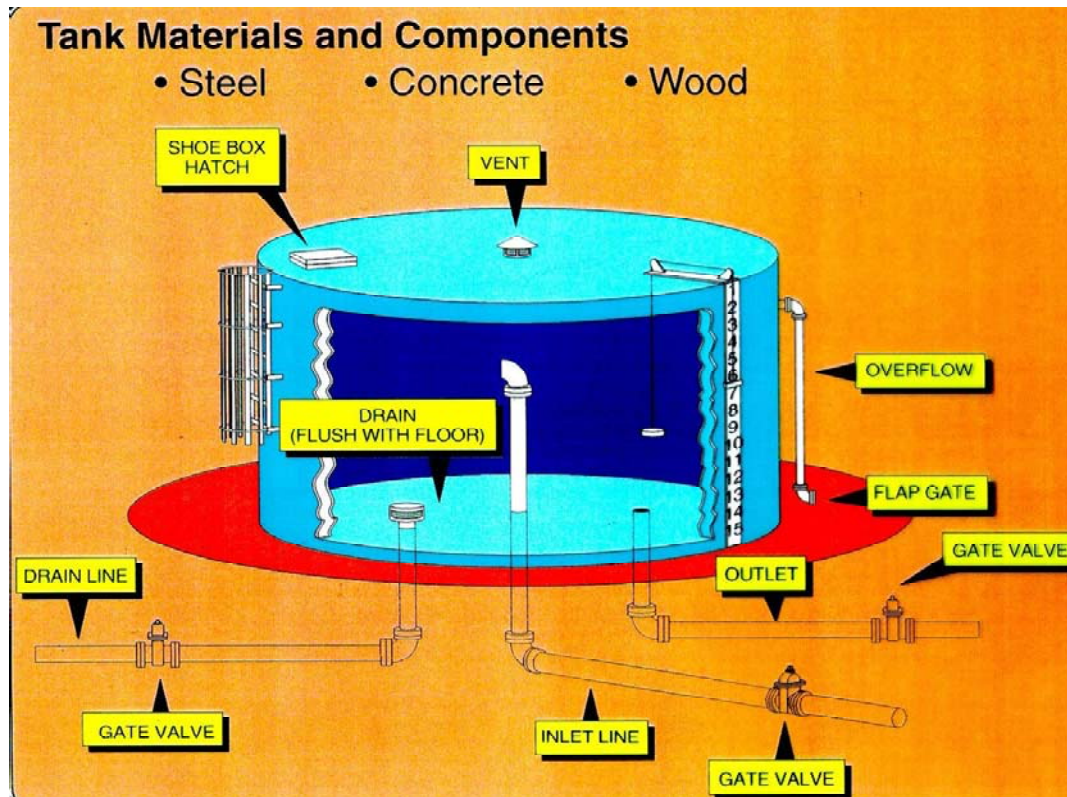 Tank Materials and Components
• Steel • Concrete • Wood
SHOE BOX
HATCH
VENT
1
2
3
4
5
6
7
8
9
10
11
12
13
14
15
OVERFLOW
DRAIN
(FLUSH WITH FLOOR)
FLAP GATE
GATE VALVE
DRAIN LINE
OUTLET
GATE VALVE
INLET LINE
GATE VALVE